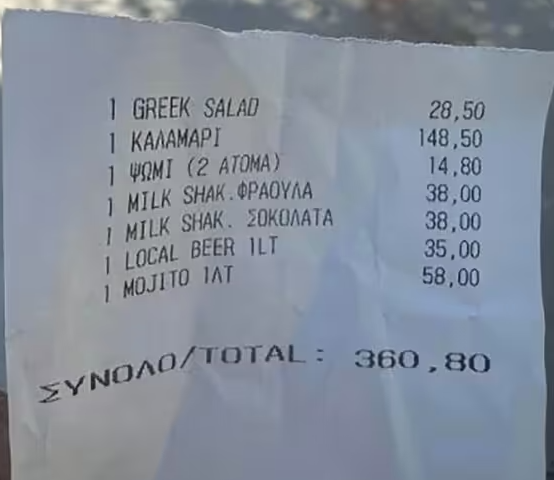 1 GREEK SALAD 28,50
1 ΚΑΛΑΜΑΡΙ 148,50
1 ΨΩΜΙ (2 ΑΤΟΜΑ) 14,80
1 MILK SHAK.ΦΡΑΟΥΛΑ 38,00
1 MILK SHAK. ΣΟΚΟΛΑΤΑ 38,00
1 LOCAL BEER 1LT 35,00
1 MOJITO 1ΛΤ 58,00
ΣΥΝΟΛΟ/TOTAL: 360,80